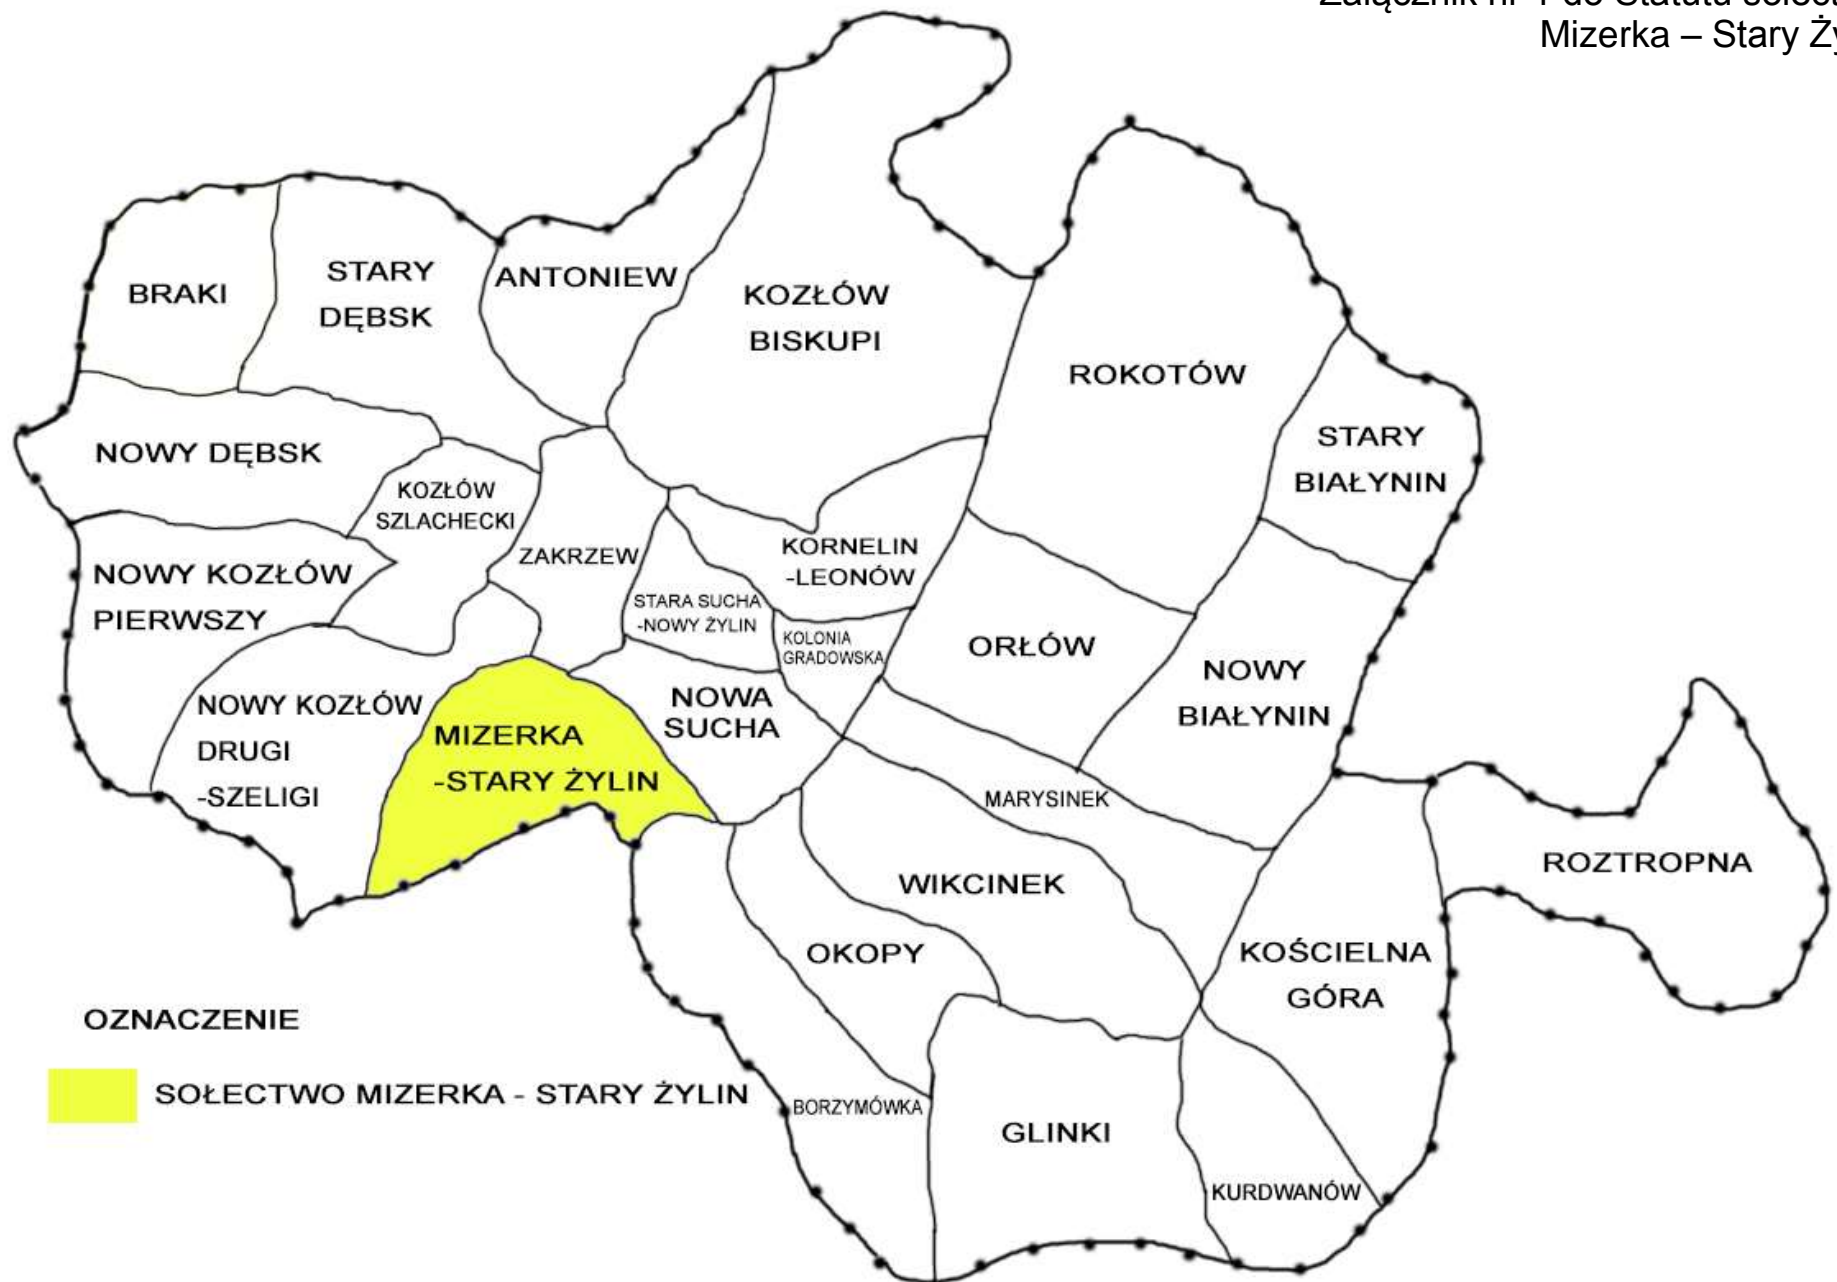 Mizerka – Stary
BRAKI
STARY
DĘBSK
ANTONIEW
KOZŁÓW
BISKUPI
ROKOTÓW
STARY
BIAŁYNIN
NOWY DĘBSK
KOZŁÓW
SZLACHECKI
ZAKRZEW
KORNELIN
-LEONÓW
NOWY KOZŁÓW
PIERWSZY
STARA SUCHA
-NOWY ŻYLIN
KOLONIA
GRADOWSKA
ORŁÓW
NOWY
BIAŁYNIN
NOWY KOZŁÓW
DRUGI
-SZELIGI
MIZERKA
-STARY ŻYLIN
NOWA
SUCHA
MARYSINEK
WIKCINEK
ROZTROPNA
OKOPY
KOŚCIELNA
GÓRA
BORZYMÓWKA
GLINKI
KURDWANÓW
OZNACZENIE
SOŁECTWO MIZERKA - STARY ŻYLIN